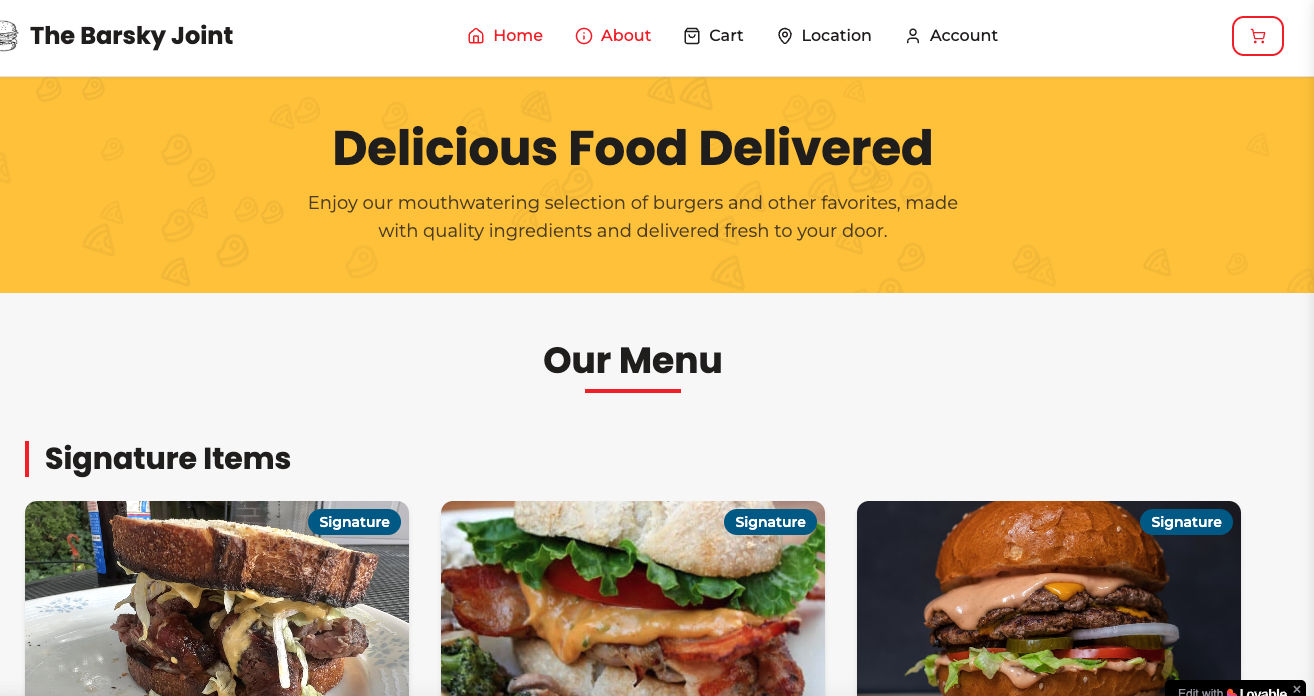 The Barsky Joint
Home
About
Cart
Location
Account
Delicious Food Delivered
Enjoy our mouthwatering selection of burgers and other favorites, made
with quality ingredients and delivered fresh to your door.
Our Menu
Signature Items
Signature
Signature
Signature
Edit with Lovable